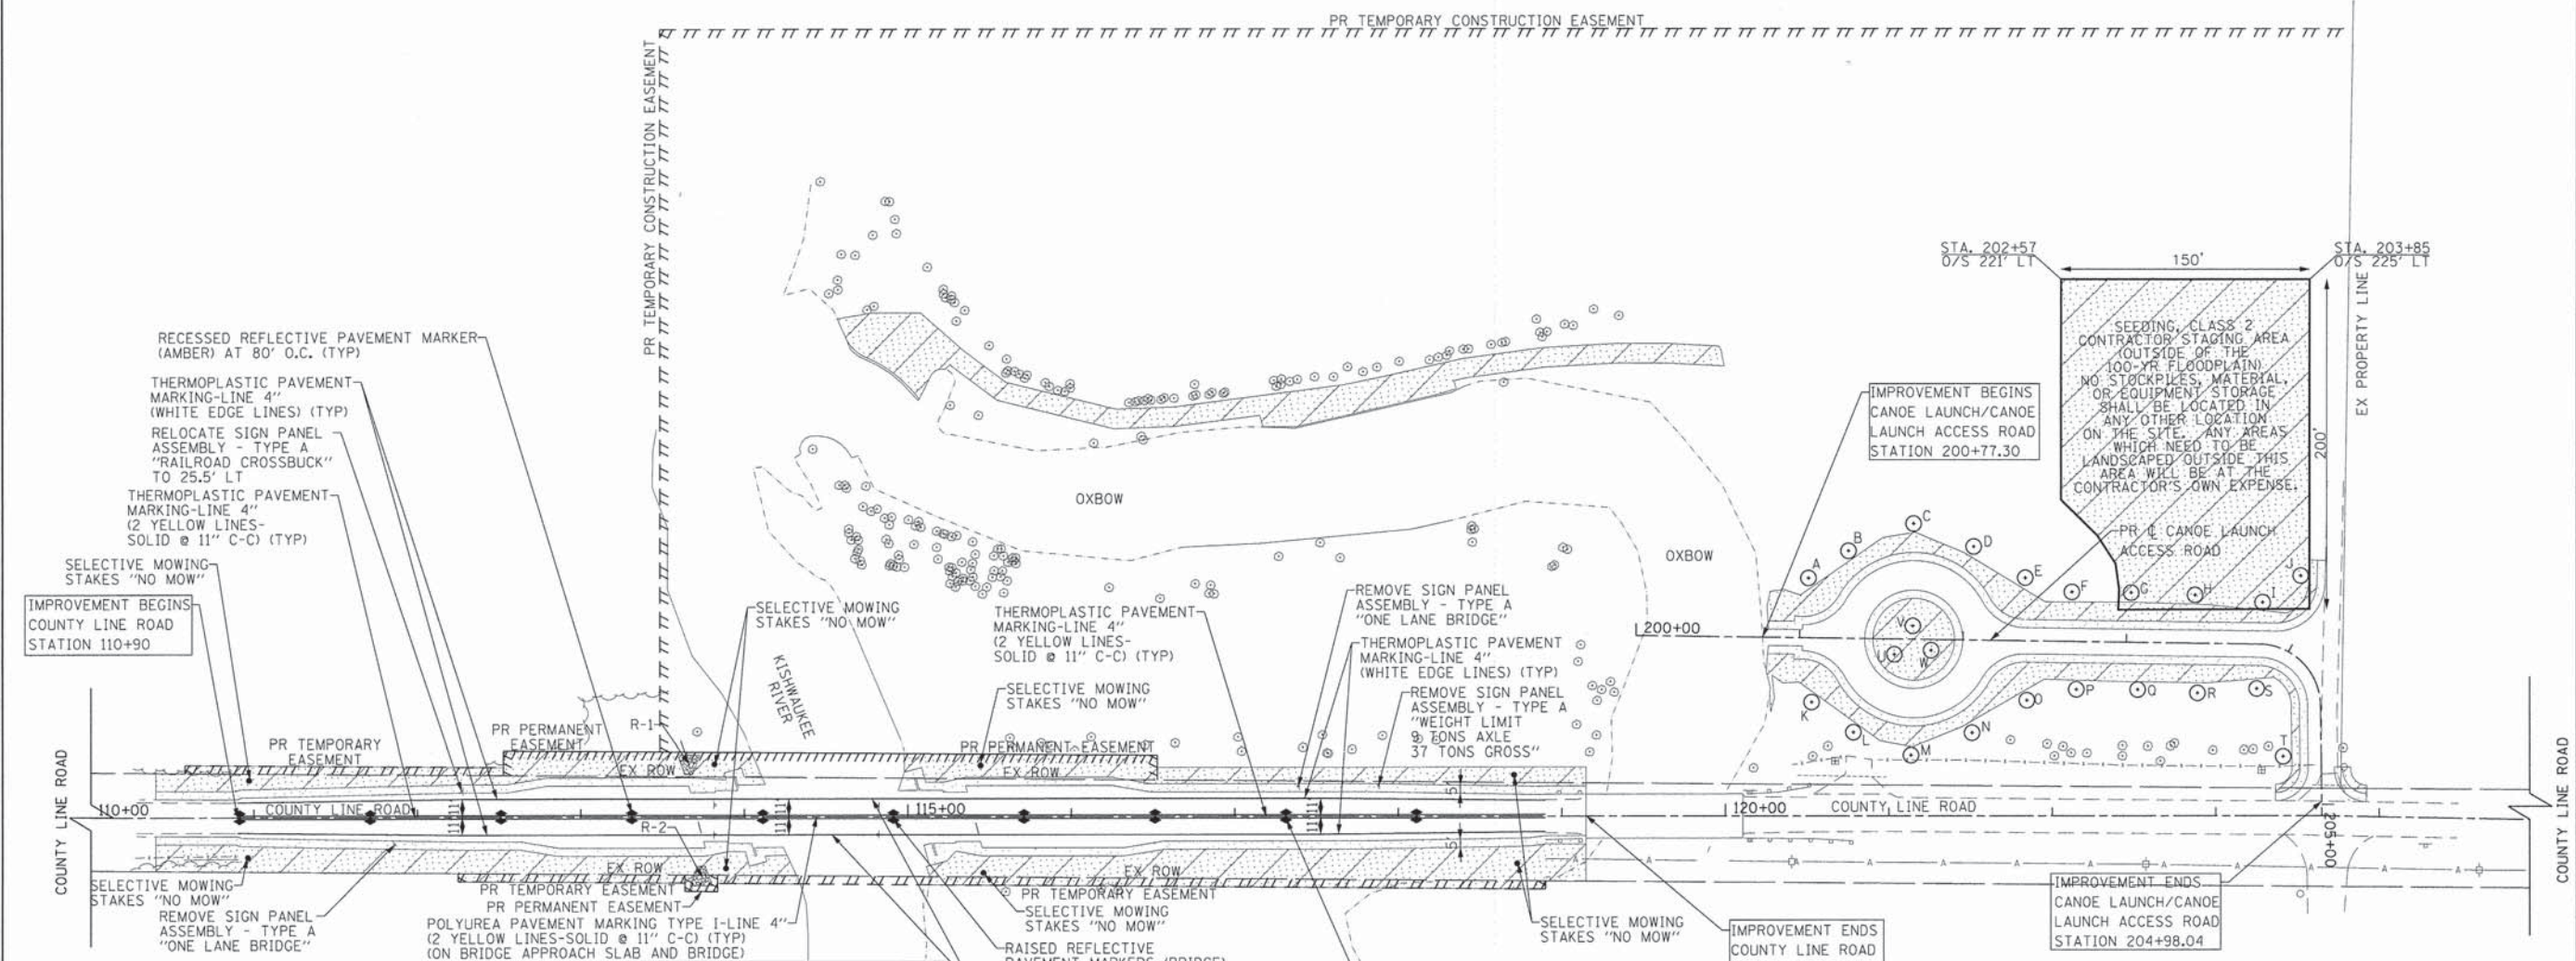 PR TEMPORARY CONSTRUCTION EASEMENT
PR TEMPORARY CONSTRUCTION EASEMENT
STA. 202+57
O/S 221' LT
150'
STA. 203+85
O/S 225' LT
EX PROPERTY LINE
200'
SEEDING, CLASS 2
CONTRACTOR STAGING AREA
(OUTSIDE OF THE
100-YR FLOODPLAIN)
NO STOCKPILES, MATERIAL,
OR EQUIPMENT STORAGE
SHALL BE LOCATED IN
ANY OTHER LOCATION
ON THE SITE. ANY AREAS
WHICH NEED TO BE
LANDSCAPED OUTSIDE THIS
AREA WILL BE AT THE
CONTRACTOR'S OWN EXPENSE.
PR ℄ CANOE LAUNCH
ACCESS ROAD
RECESSED REFLECTIVE PAVEMENT MARKER
(AMBER) AT 80' O.C. (TYP)
THERMOPLASTIC PAVEMENT
MARKING-LINE 4"
(WHITE EDGE LINES) (TYP)
RELOCATE SIGN PANEL
ASSEMBLY - TYPE A
"RAILROAD CROSSBUCK"
TO 25.5' LT
THERMOPLASTIC PAVEMENT
MARKING-LINE 4"
(2 YELLOW LINES-
SOLID @ 11" C-C) (TYP)
SELECTIVE MOWING
STAKES "NO MOW"
IMPROVEMENT BEGINS
COUNTY LINE ROAD
STATION 110+90
IMPROVEMENT BEGINS
CANOE LAUNCH/CANOE
LAUNCH ACCESS ROAD
STATION 200+77.30
OXBOW
OXBOW
A
B
C
D
E
F
G
H
I
J
200+00
V
U
W
K
L
M
N
O
P
Q
R
S
T
SELECTIVE MOWING
STAKES "NO MOW"
KISHWAUKEE
RIVER
THERMOPLASTIC PAVEMENT
MARKING-LINE 4"
(2 YELLOW LINES-
SOLID @ 11" C-C) (TYP)
SELECTIVE MOWING
STAKES "NO MOW"
REMOVE SIGN PANEL
ASSEMBLY - TYPE A
"ONE LANE BRIDGE"
THERMOPLASTIC PAVEMENT
MARKING-LINE 4"
(WHITE EDGE LINES) (TYP)
REMOVE SIGN PANEL
ASSEMBLY - TYPE A
"WEIGHT LIMIT
9 TONS AXLE
37 TONS GROSS"
PR TEMPORARY
EASEMENT
PR PERMANENT
EASEMENT
R-1
EX ROW
PR PERMANENT EASEMENT
EX ROW
COUNTY LINE ROAD
110+00
COUNTY LINE ROAD
11'
11'
11'
11'
11'
11'
115+00
5'
5'
120+00
COUNTY LINE ROAD
205+00
COUNTY LINE ROAD
R-2
EX ROW
EX ROW
PR TEMPORARY EASEMENT
PR PERMANENT EASEMENT
PR TEMPORARY EASEMENT
A
A
A
A
A
A
A
A
SELECTIVE MOWING
STAKES "NO MOW"
REMOVE SIGN PANEL
ASSEMBLY - TYPE A
"ONE LANE BRIDGE"
POLYUREA PAVEMENT MARKING TYPE I-LINE 4"
(2 YELLOW LINES-SOLID @ 11" C-C) (TYP)
(ON BRIDGE APPROACH SLAB AND BRIDGE)
SELECTIVE MOWING
STAKES "NO MOW"
RAISED REFLECTIVE
PAVEMENT MARKERS (BRIDGE)
SELECTIVE MOWING
STAKES "NO MOW"
IMPROVEMENT ENDS
COUNTY LINE ROAD
IMPROVEMENT ENDS
CANOE LAUNCH/CANOE
LAUNCH ACCESS ROAD
STATION 204+98.04